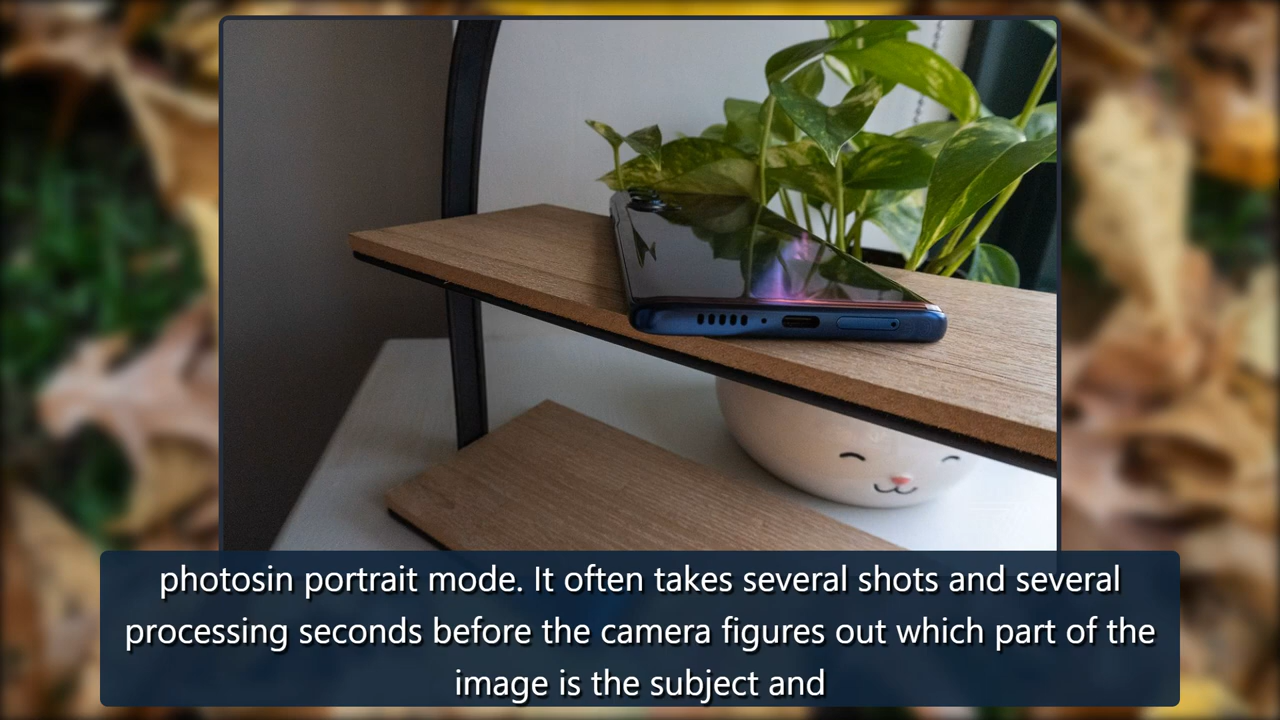 photosin portrait mode. It often takes several shots and several
processing seconds before the camera figures out which part of the
image is the subject and